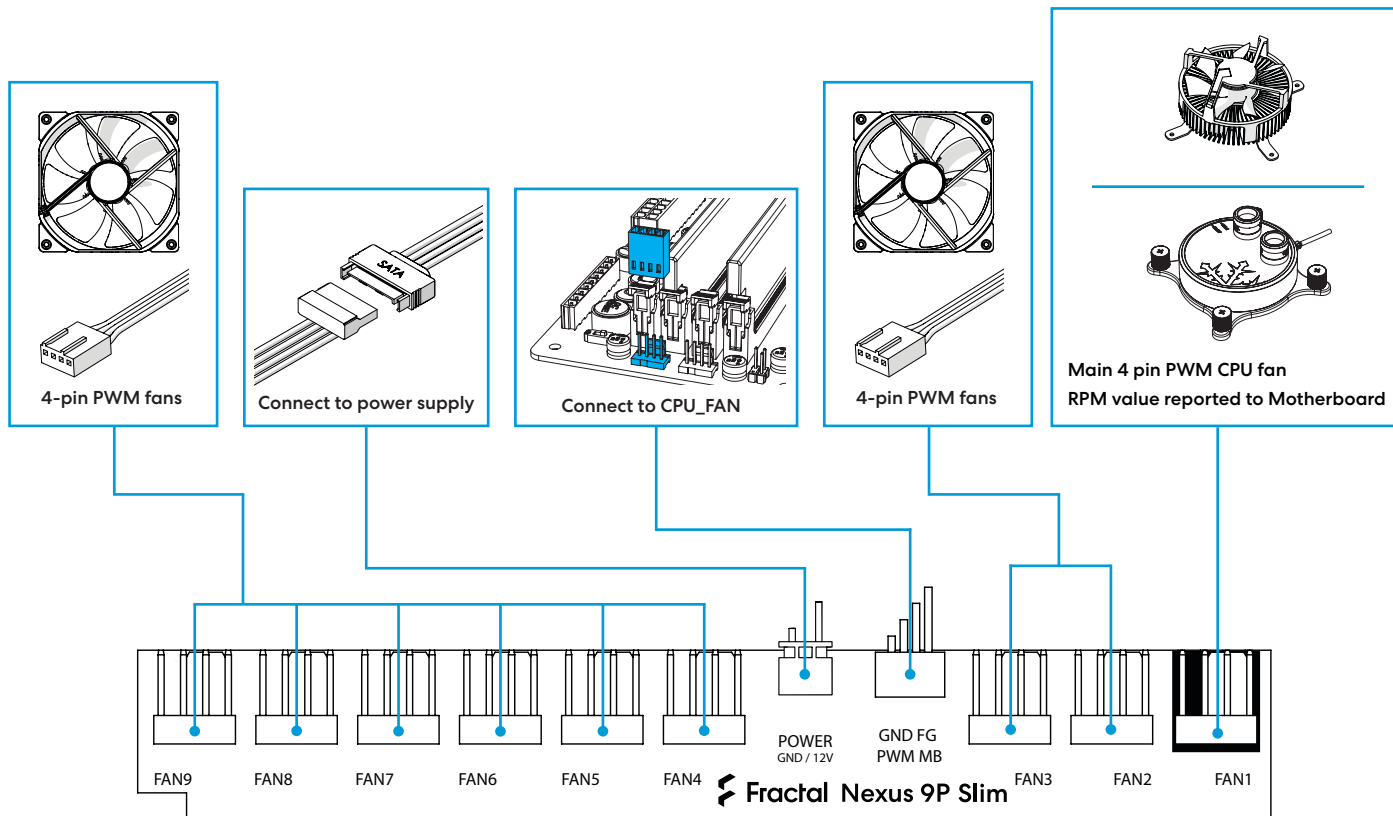 SATA
4-pin PWM fans
Connect to power supply
Connect to CPU_FAN
4-pin PWM fans
Main 4 pin PWM CPU fan
RPM value reported to Motherboard
FAN9
FAN8
FAN7
FAN6
FAN5
FAN4
POWER
GND / 12V
GND FG
PWM MB
FAN3
FAN2
FAN1
Fractal Nexus 9P Slim